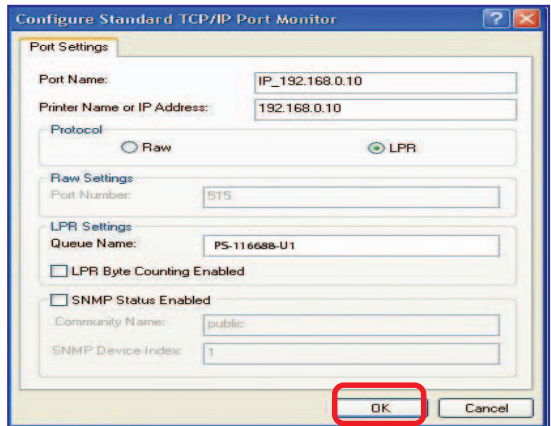 Configure Standard TCP/IP Port Monitor
Port Settings
Port Name: IP_192.168.0.10
Printer Name or IP Address: 192.168.0.10
Protocol
Raw LPR
Raw Settings
Port Number: 515
LPR Settings
Queue Name: PS-116688-U1
LPR Byte Counting Enabled
SNMP Status Enabled
Community Name: public
SNMP Device Index: 1
OK Cancel